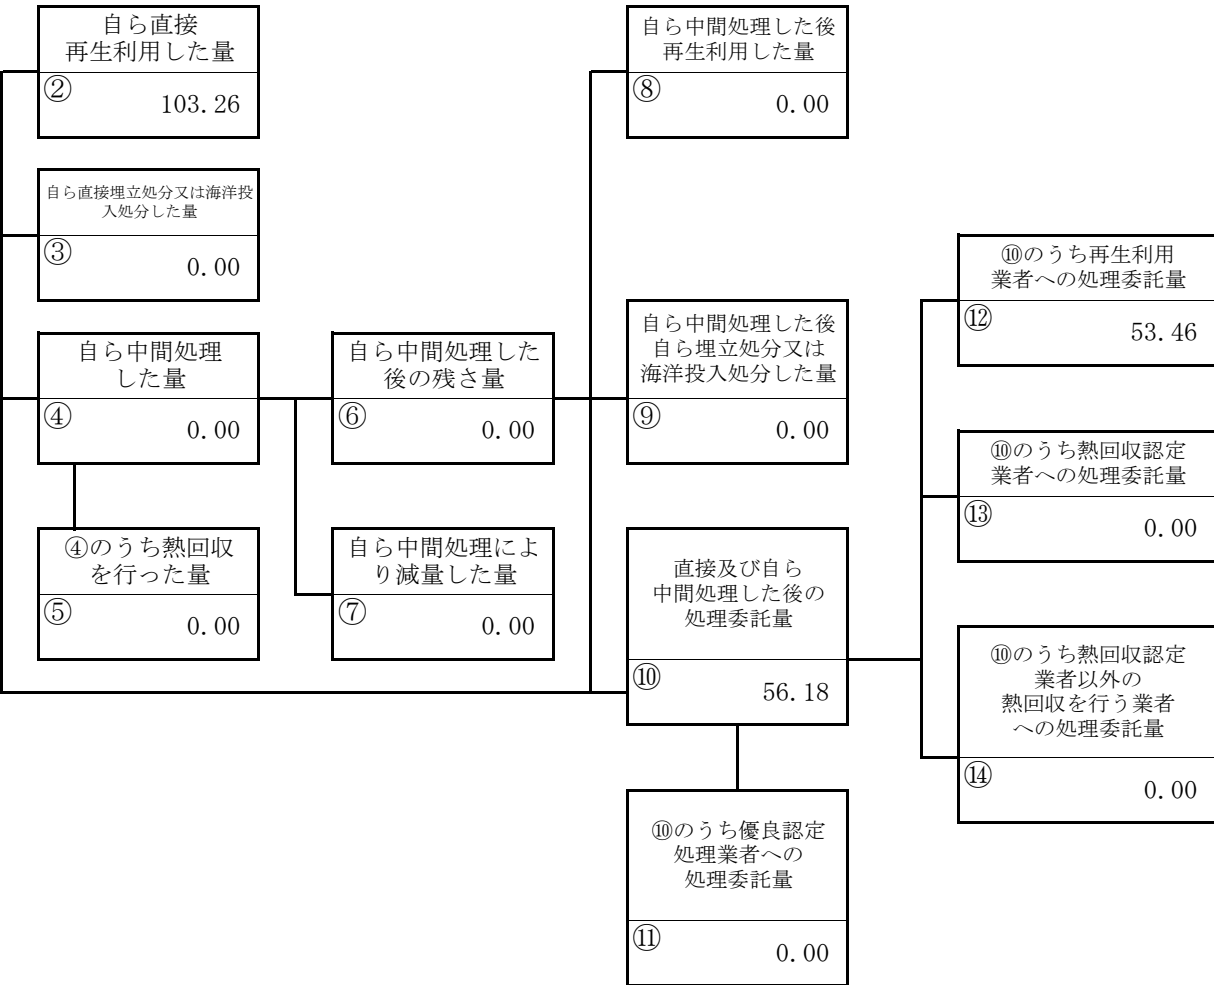 自ら直接
再生利用した量
②
103.26
自ら直接埋立処分又は海洋投
入処分した量
③
0.00
自ら中間処理
した量
④
0.00
④のうち熱回収
を行った量
⑤
0.00
自ら中間処理した
後の残さ量
⑥
0.00
自ら中間処理によ
り減量した量
⑦
0.00
自ら中間処理した後
再生利用した量
⑧
0.00
自ら中間処理した後
自ら埋立処分又は
海洋投入処分した量
⑨
0.00
直接及び自ら
中間処理した後の
処理委託量
⑩
56.18
⑩のうち優良認定
処理業者への
処理委託量
⑪
0.00
⑩のうち再生利用
業者への処理委託量
⑫
53.46
⑩のうち熱回収認定
業者への処理委託量
⑬
0.00
⑩のうち熱回収認定
業者以外の
熱回収を行う業者
への処理委託量
⑭
0.00